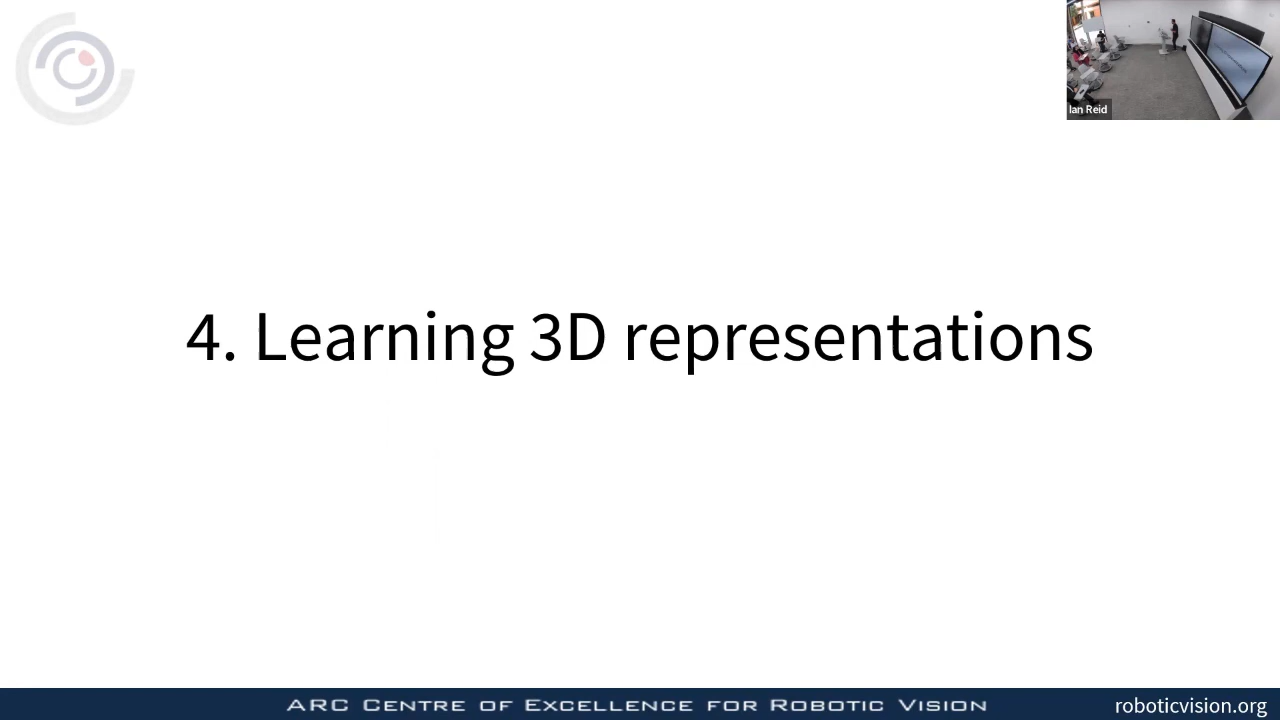 Ian Reid
4. Learning 3D representations
ARC Centre of Excellence for Robotic Vision
roboticvision.org